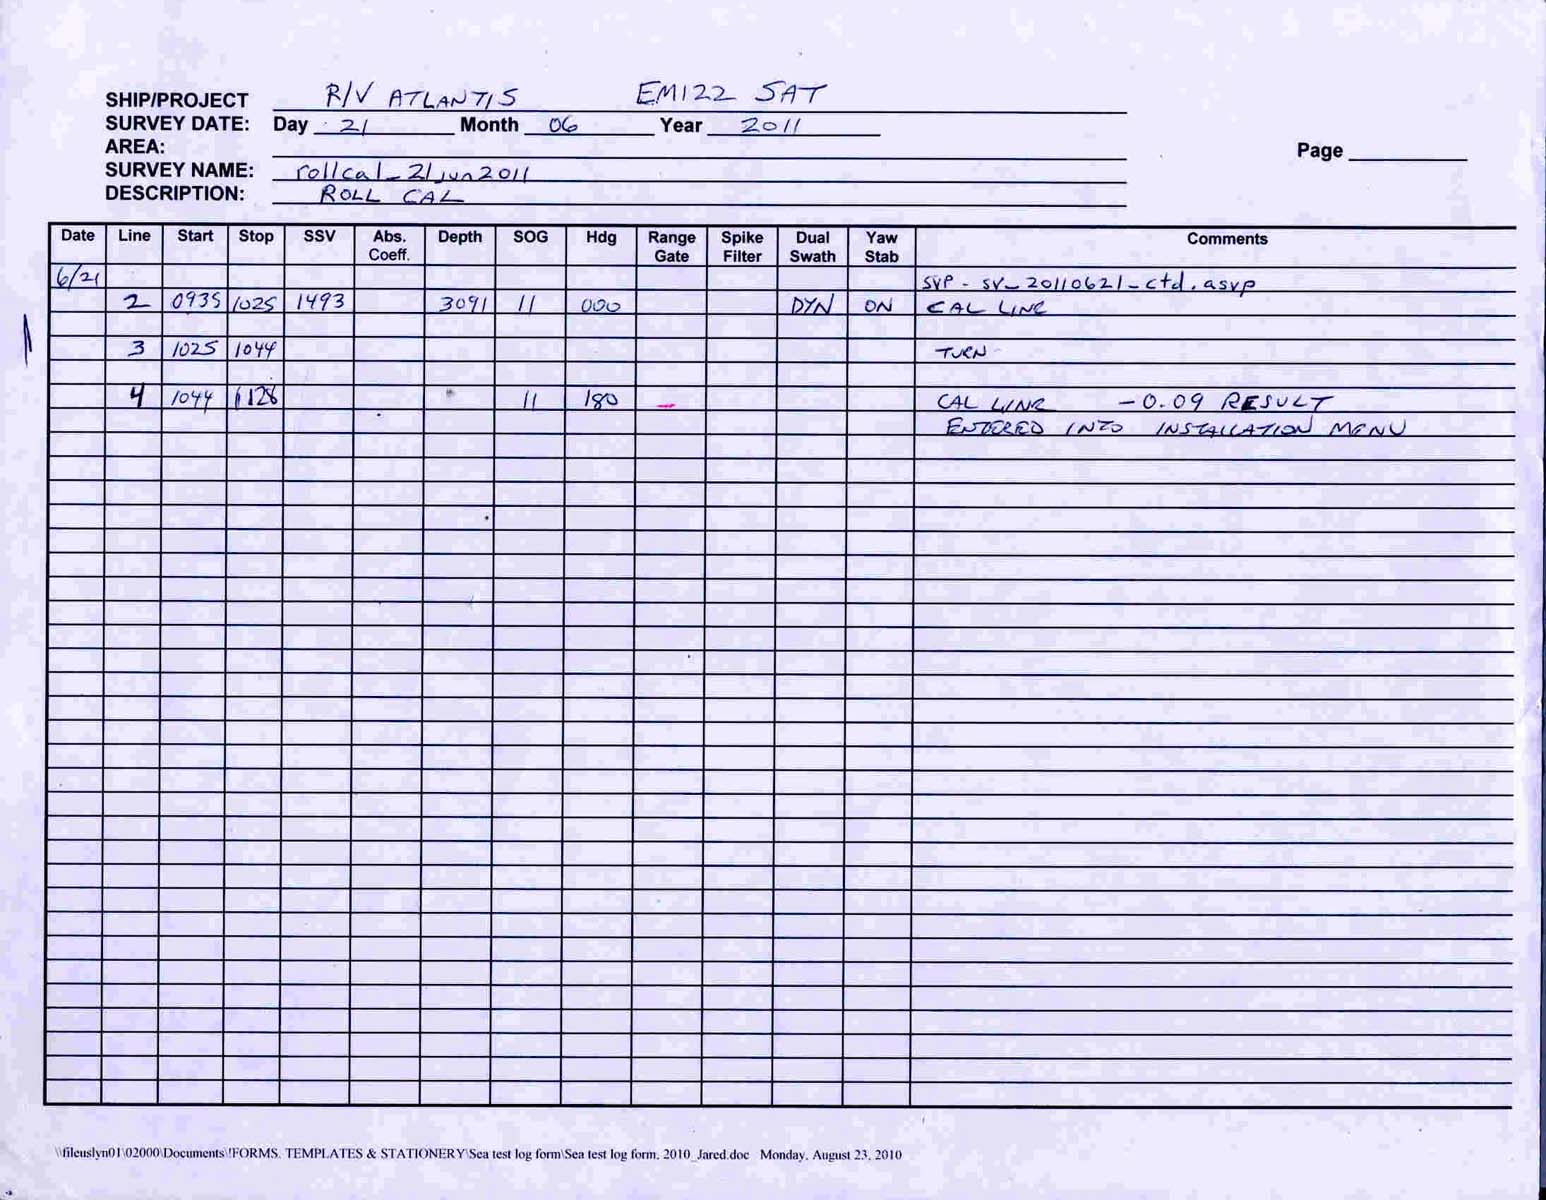 SHIP/PROJECT R/V ATLANTIS EM122 SAT
SURVEY DATE: Day 21 Month 06 Year 2011
AREA:
Page
SURVEY NAME: rollcal_21jun2011
DESCRIPTION: ROLL CAL
Date Line Start Stop SSV Abs. Coeff. Depth SOG Hdg Range Gate Spike Filter Dual Swath Yaw Stab Comments
6/21 SVP - sv_20110621_ctd.asvp
2 0935 1025 1493 3091 11 000 DYN ON CAL LINE
3 1025 1044 TURN
4 1044 1128 11 180 CAL LINE -0.09 RESULT
ENTERED INTO INSTALLATION MENU
\\fileuslyn01\02000\Documents\!FORMS, TEMPLATES & STATIONERY\Sea test log form\Sea test log form, 2010_Jared.doc Monday, August 23, 2010